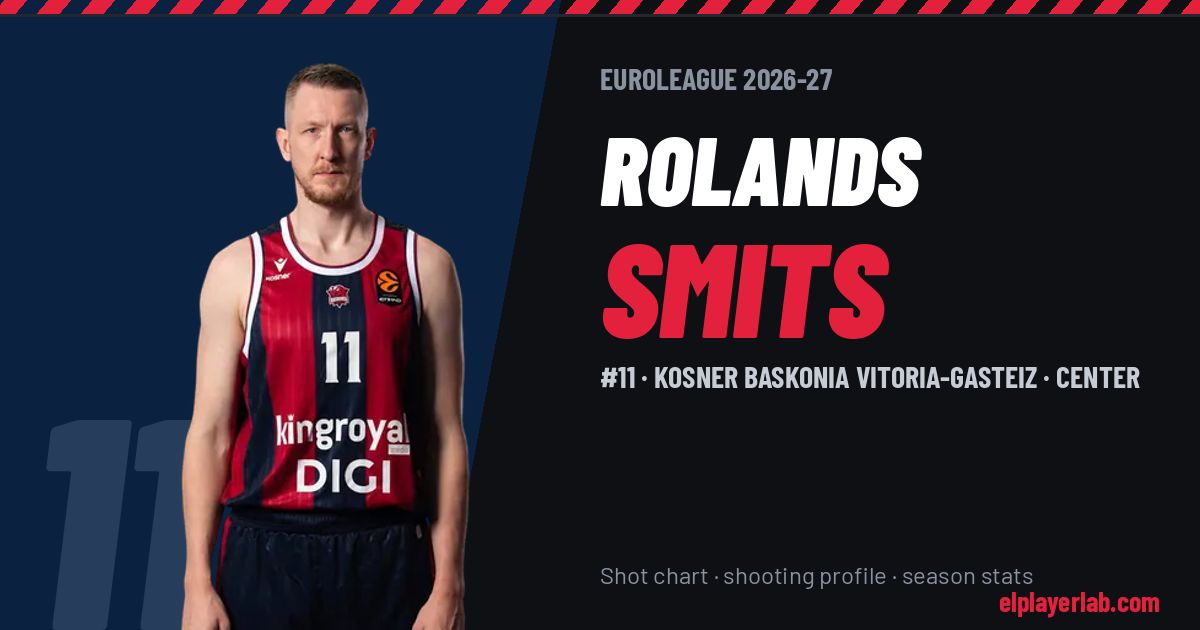 EUROLEAGUE 2026-27
ROLANDS
SMITS
#11 · KOSNER BASKONIA VITORIA-GASTEIZ · CENTER
kosner
11
kingroyal
DIGI
11
Shot chart · shooting profile · season stats
elplayerlab.com